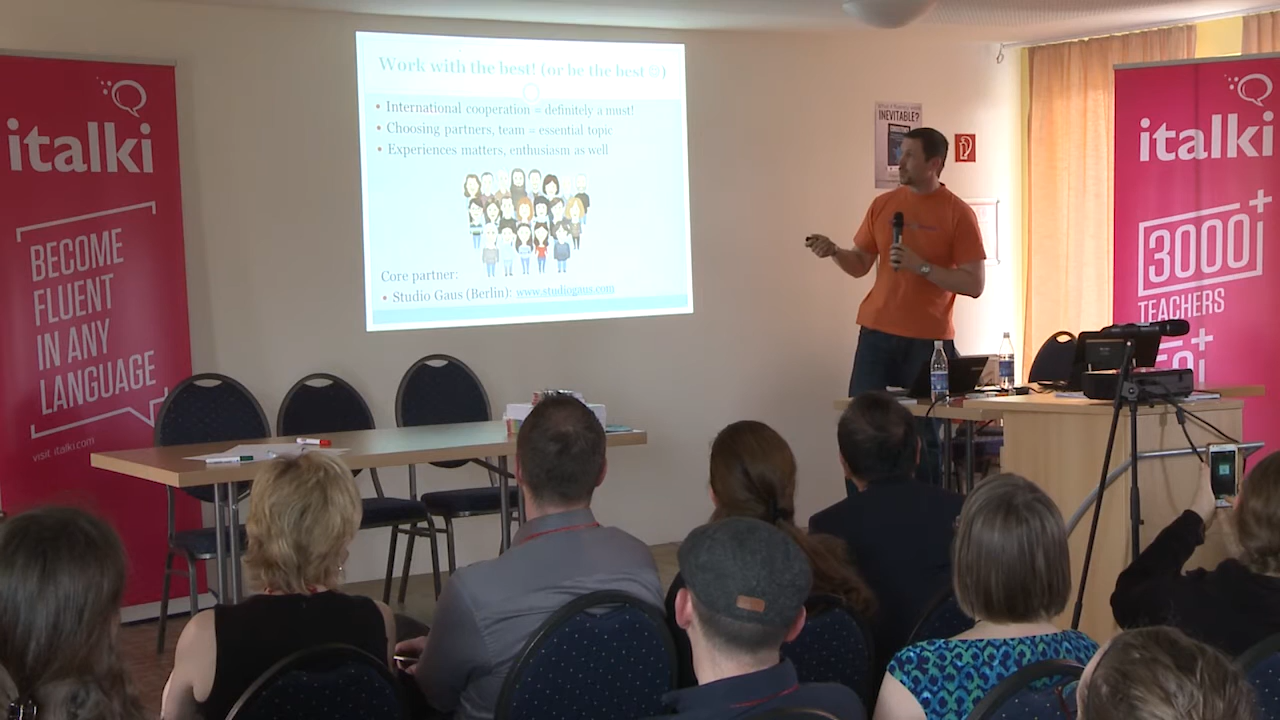 italki
BECOME
FLUENT
IN ANY
LANGUAGE
visit italki.com
Work with the best! (or be the best ☺)
• International cooperation = definitely a must!
• Choosing partners, team = essential topic
• Experiences matters, enthusiasm as well
Core partner:
• Studio Gaus (Berlin): www.studiogaus.com
INEVITABLE?
italki
3000+
TEACHERS